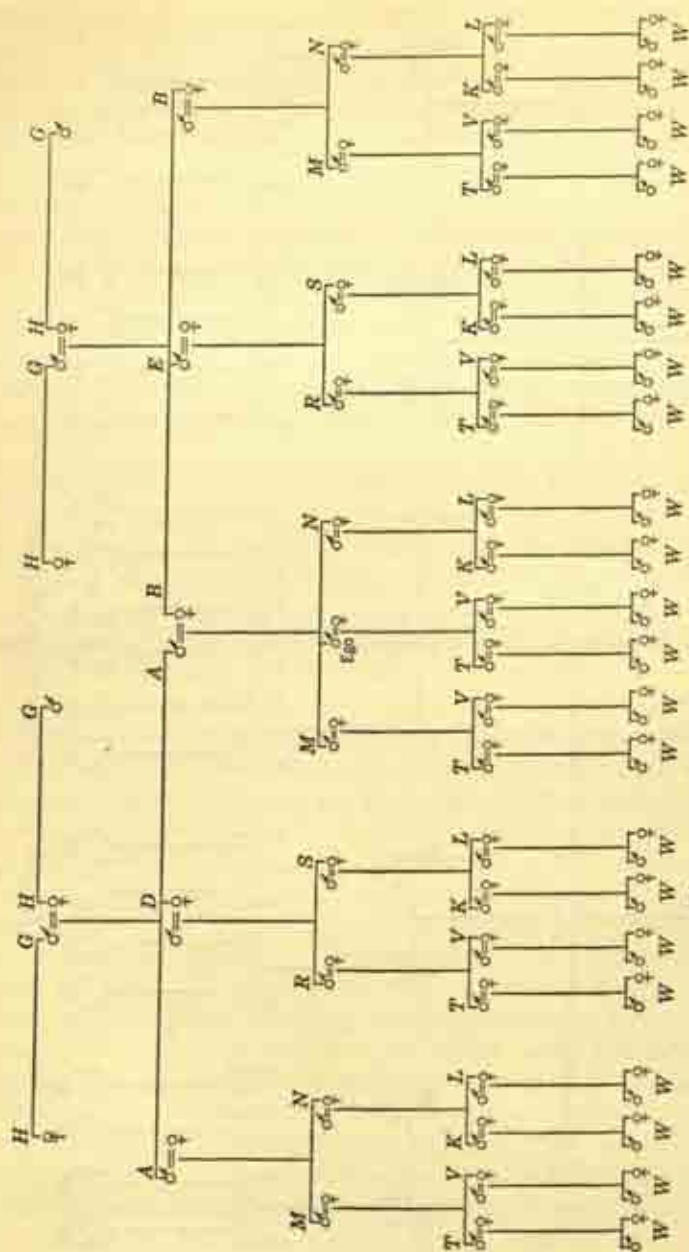 H G H G H G H G
A D A B E B
M N R S M N R S M N
Ego
T V K L T V K L T V T V K L T V K L T V K L
W W W W W W W W W W W W W W W W W W W W W W